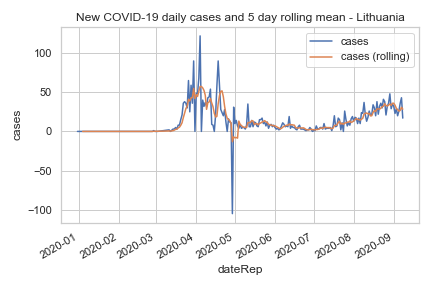 New COVID-19 daily cases and 5 day rolling mean - Lithuania
cases
cases (rolling)
100
50
0
−50
−100
cases
2020-01
2020-02
2020-03
2020-04
2020-05
2020-06
2020-07
2020-08
2020-09
dateRep